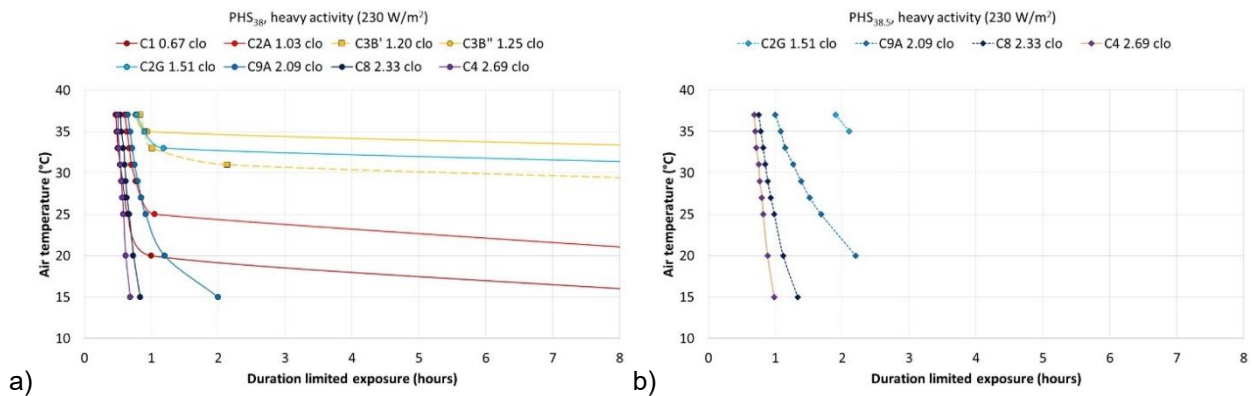 PHS38, heavy activity (230 W/m²)
C1 0.67 clo C2A 1.03 clo C3B' 1.20 clo C3B" 1.25 clo
C2G 1.51 clo C9A 2.09 clo C8 2.33 clo C4 2.69 clo
Air temperature (°C)
40
35
30
25
20
15
10
0 1 2 3 4 5 6 7 8
Duration limited exposure (hours)
a)
PHS38.5, heavy activity (230 W/m²)
C2G 1.51 clo C9A 2.09 clo C8 2.33 clo C4 2.69 clo
Air temperature (°C)
40
35
30
25
20
15
10
0 1 2 3 4 5 6 7 8
Duration limited exposure (hours)
b)